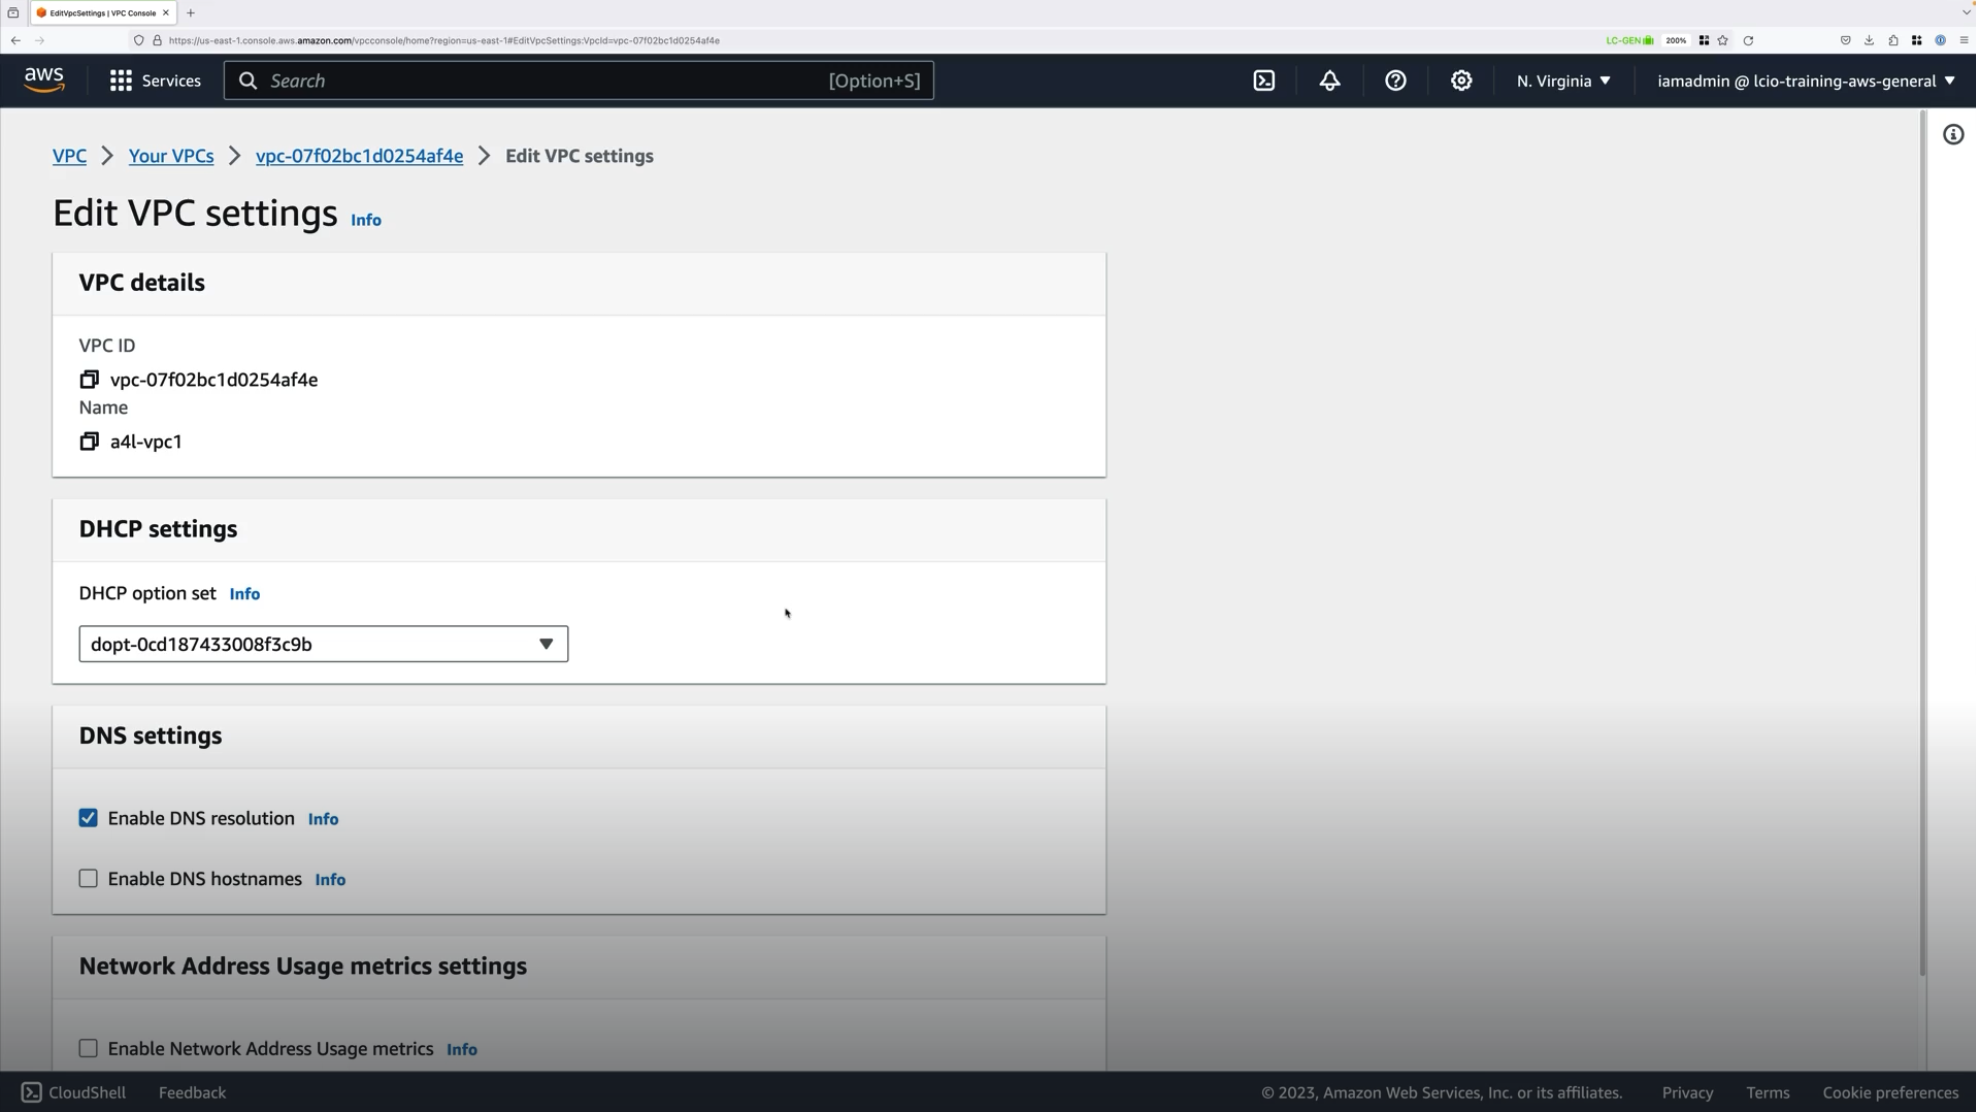 EditVpcSettings | VPC Console
https://us-east-1.console.aws.amazon.com/vpcconsole/home?region=us-east-1#EditVpcSettings:VpcId=vpc-07f02bc1d0254af4e
LC-GEN
200%
aws
Services
Search
[Option+S]
N. Virginia
iamadmin @ lcio-training-aws-general
VPC
Your VPCs
vpc-07f02bc1d0254af4e
Edit VPC settings
Edit VPC settings Info
VPC details
VPC ID
vpc-07f02bc1d0254af4e
Name
a4l-vpc1
DHCP settings
DHCP option set Info
dopt-0cd187433008f3c9b
DNS settings
Enable DNS resolution Info
Enable DNS hostnames Info
Network Address Usage metrics settings
Enable Network Address Usage metrics Info
CloudShell
Feedback
© 2023, Amazon Web Services, Inc. or its affiliates.
Privacy
Terms
Cookie preferences